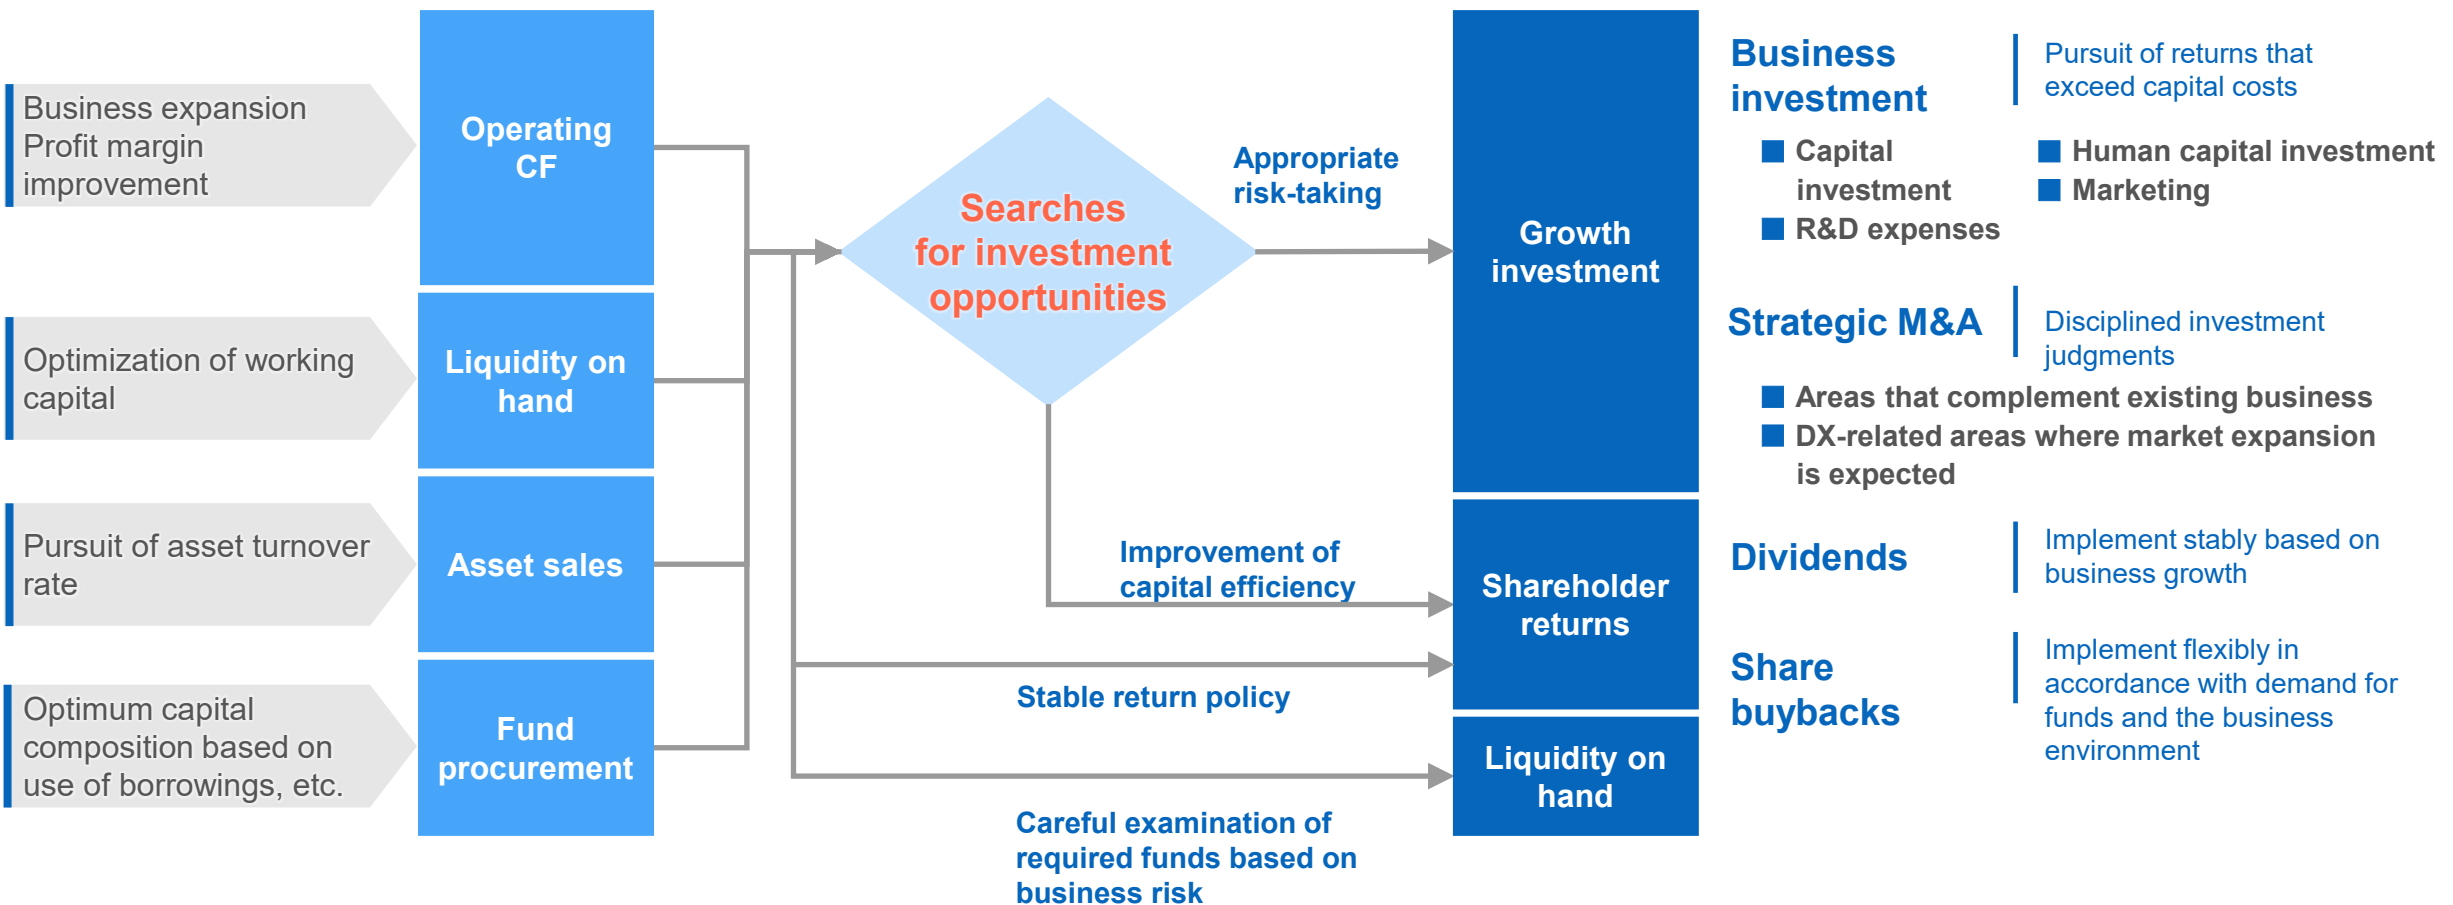 Business expansion
Profit margin
improvement
Optimization of working
capital
Pursuit of asset turnover
rate
Optimum capital
composition based on
use of borrowings, etc.
Operating
CF
Liquidity on
hand
Asset sales
Fund
procurement
Searches
for investment
opportunities
Appropriate
risk-taking
Improvement of
capital efficiency
Stable return policy
Careful examination of
required funds based on
business risk
Growth
investment
Shareholder
returns
Liquidity on
hand
Business
investment
Pursuit of returns that
exceed capital costs
Capital
investment
R&D expenses
Human capital investment
Marketing
Strategic M&A
Disciplined investment
judgments
Areas that complement existing business
DX-related areas where market expansion
is expected
Dividends
Implement stably based on
business growth
Share
buybacks
Implement flexibly in
accordance with demand for
funds and the business
environment